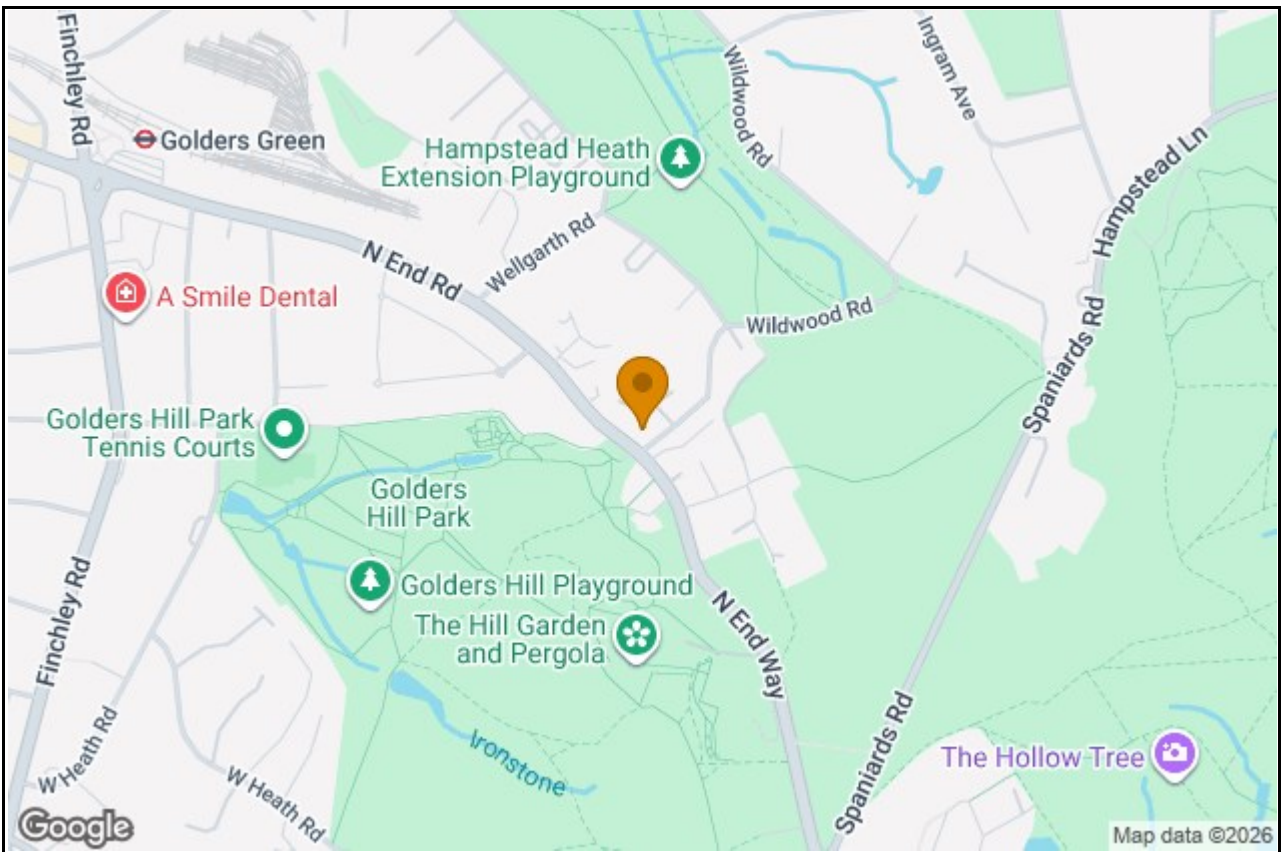 Finchley Rd
Golders Green
Hampstead Heath
Extension Playground
Wildwood Rd
Ingram Ave
Hampstead Ln
Wellgarth Rd
N End Rd
A Smile Dental
Wildwood Rd
Spaniards Rd
Golders Hill Park
Tennis Courts
Golders
Hill Park
Golders Hill Playground
The Hill Garden
and Pergola
N End Way
Finchley Rd
W Heath Rd
W Heath Rd
Ironstone
Spaniards Rd
The Hollow Tree
Google
Map data ©2026